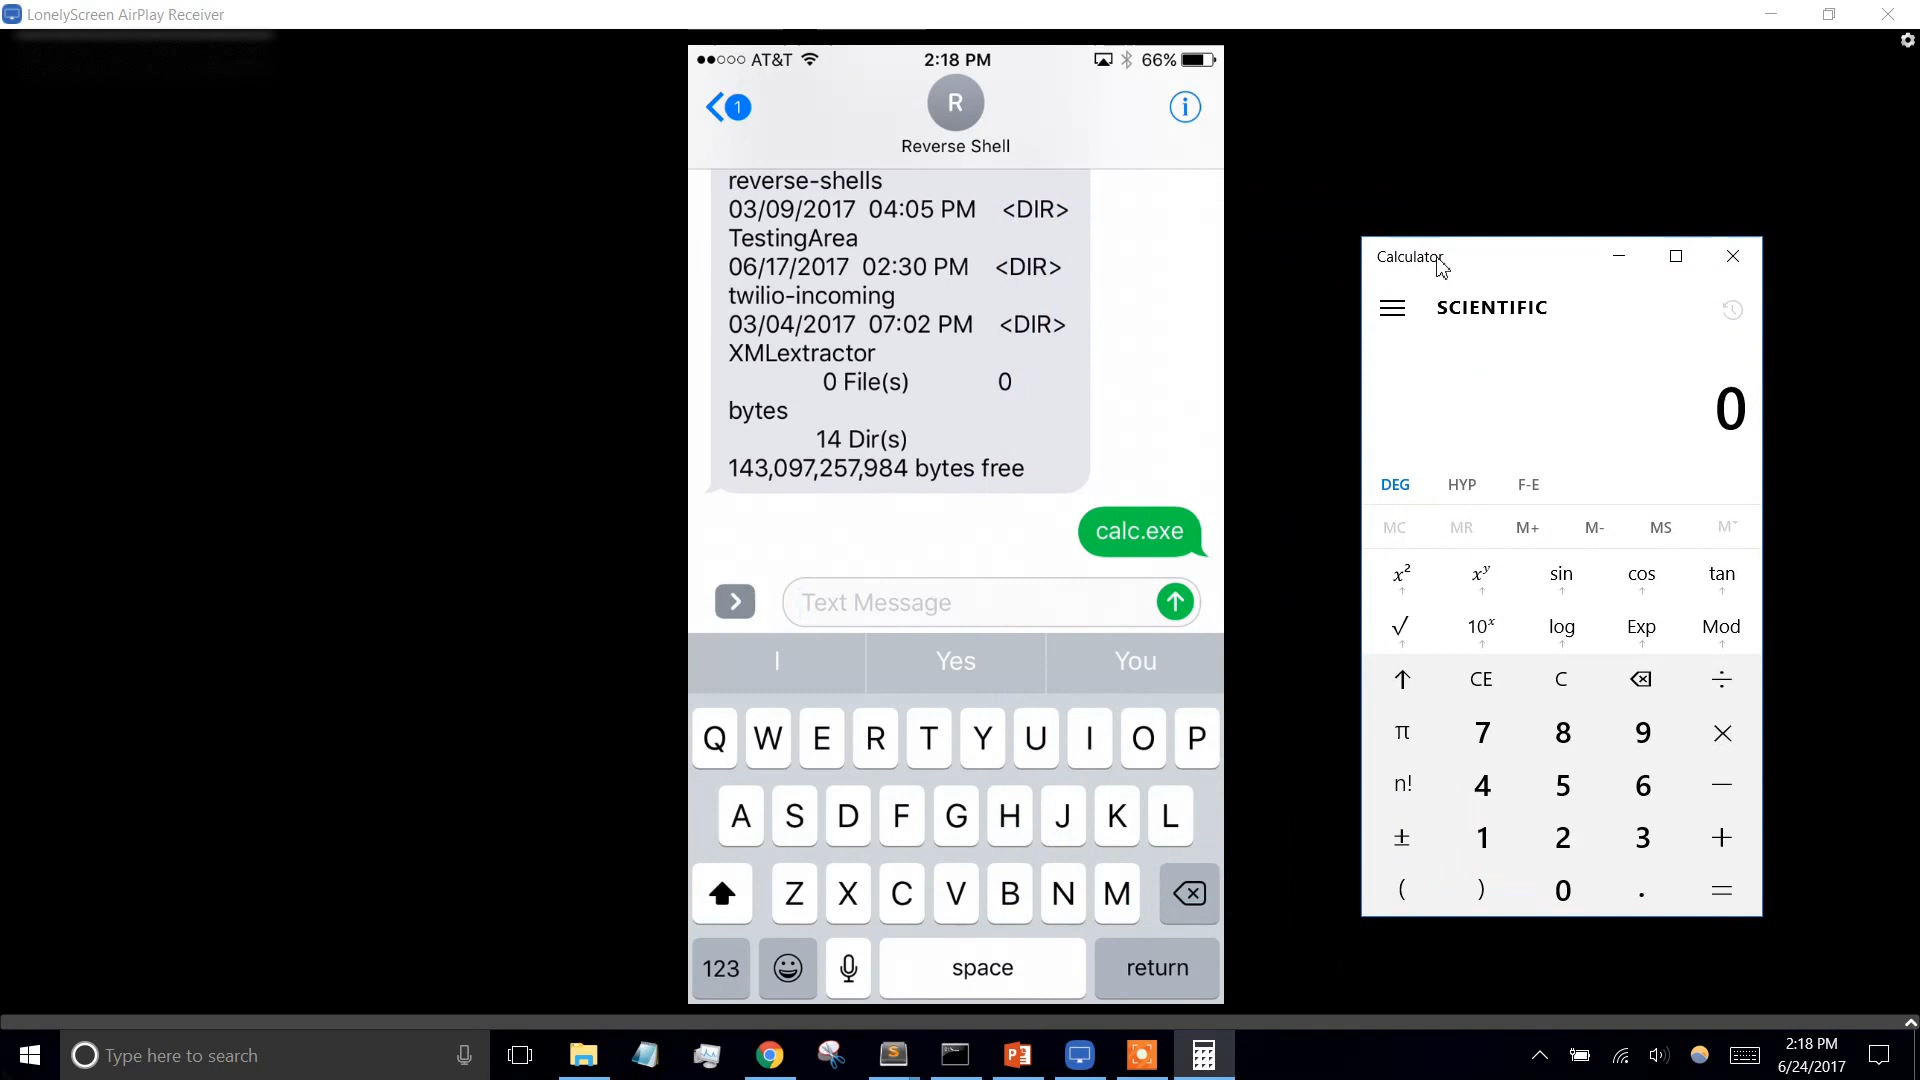 LonelyScreen AirPlay Receiver
AT&T 2:18 PM 66%
1
R
Reverse Shell
reverse-shells
03/09/2017 04:05 PM <DIR>
TestingArea
06/17/2017 02:30 PM <DIR>
twilio-incoming
03/04/2017 07:02 PM <DIR>
XMLextractor
0 File(s) 0
bytes
14 Dir(s)
143,097,257,984 bytes free
calc.exe
Text Message
I Yes You
Q W E R T Y U I O P
A S D F G H J K L
Z X C V B N M
123 space return
Calculator
SCIENTIFIC
0
DEG HYP F-E
MC MR M+ M- MS M˅
x² xʸ sin cos tan
√ 10ˣ log Exp Mod
↑ CE C ÷
π 7 8 9 ×
n! 4 5 6 −
± 1 2 3 +
( ) 0 . =
Type here to search
S
P
2:18 PM
6/24/2017